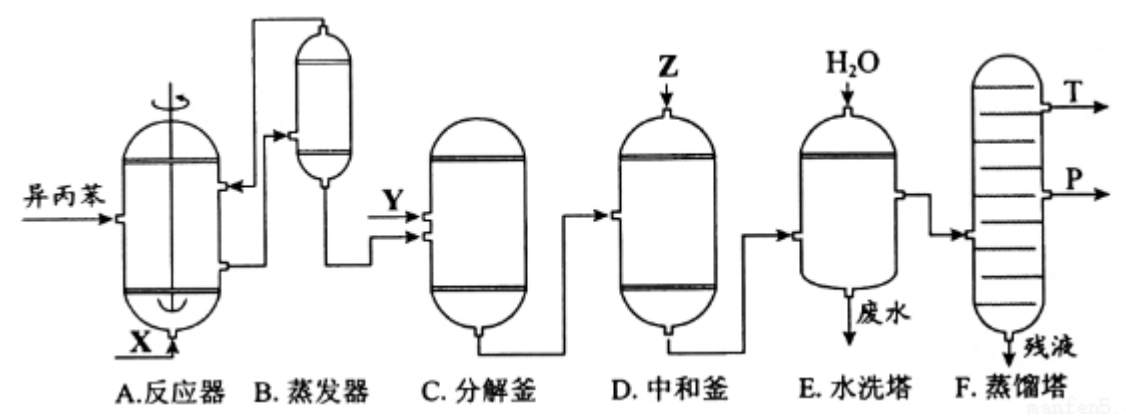 异丙苯
X
Y
Z
H₂O
废水
T
P
残液
A.反应器 B. 蒸发器 C. 分解釜 D. 中和釜 E. 水洗塔 F. 蒸馏塔
manfen5.